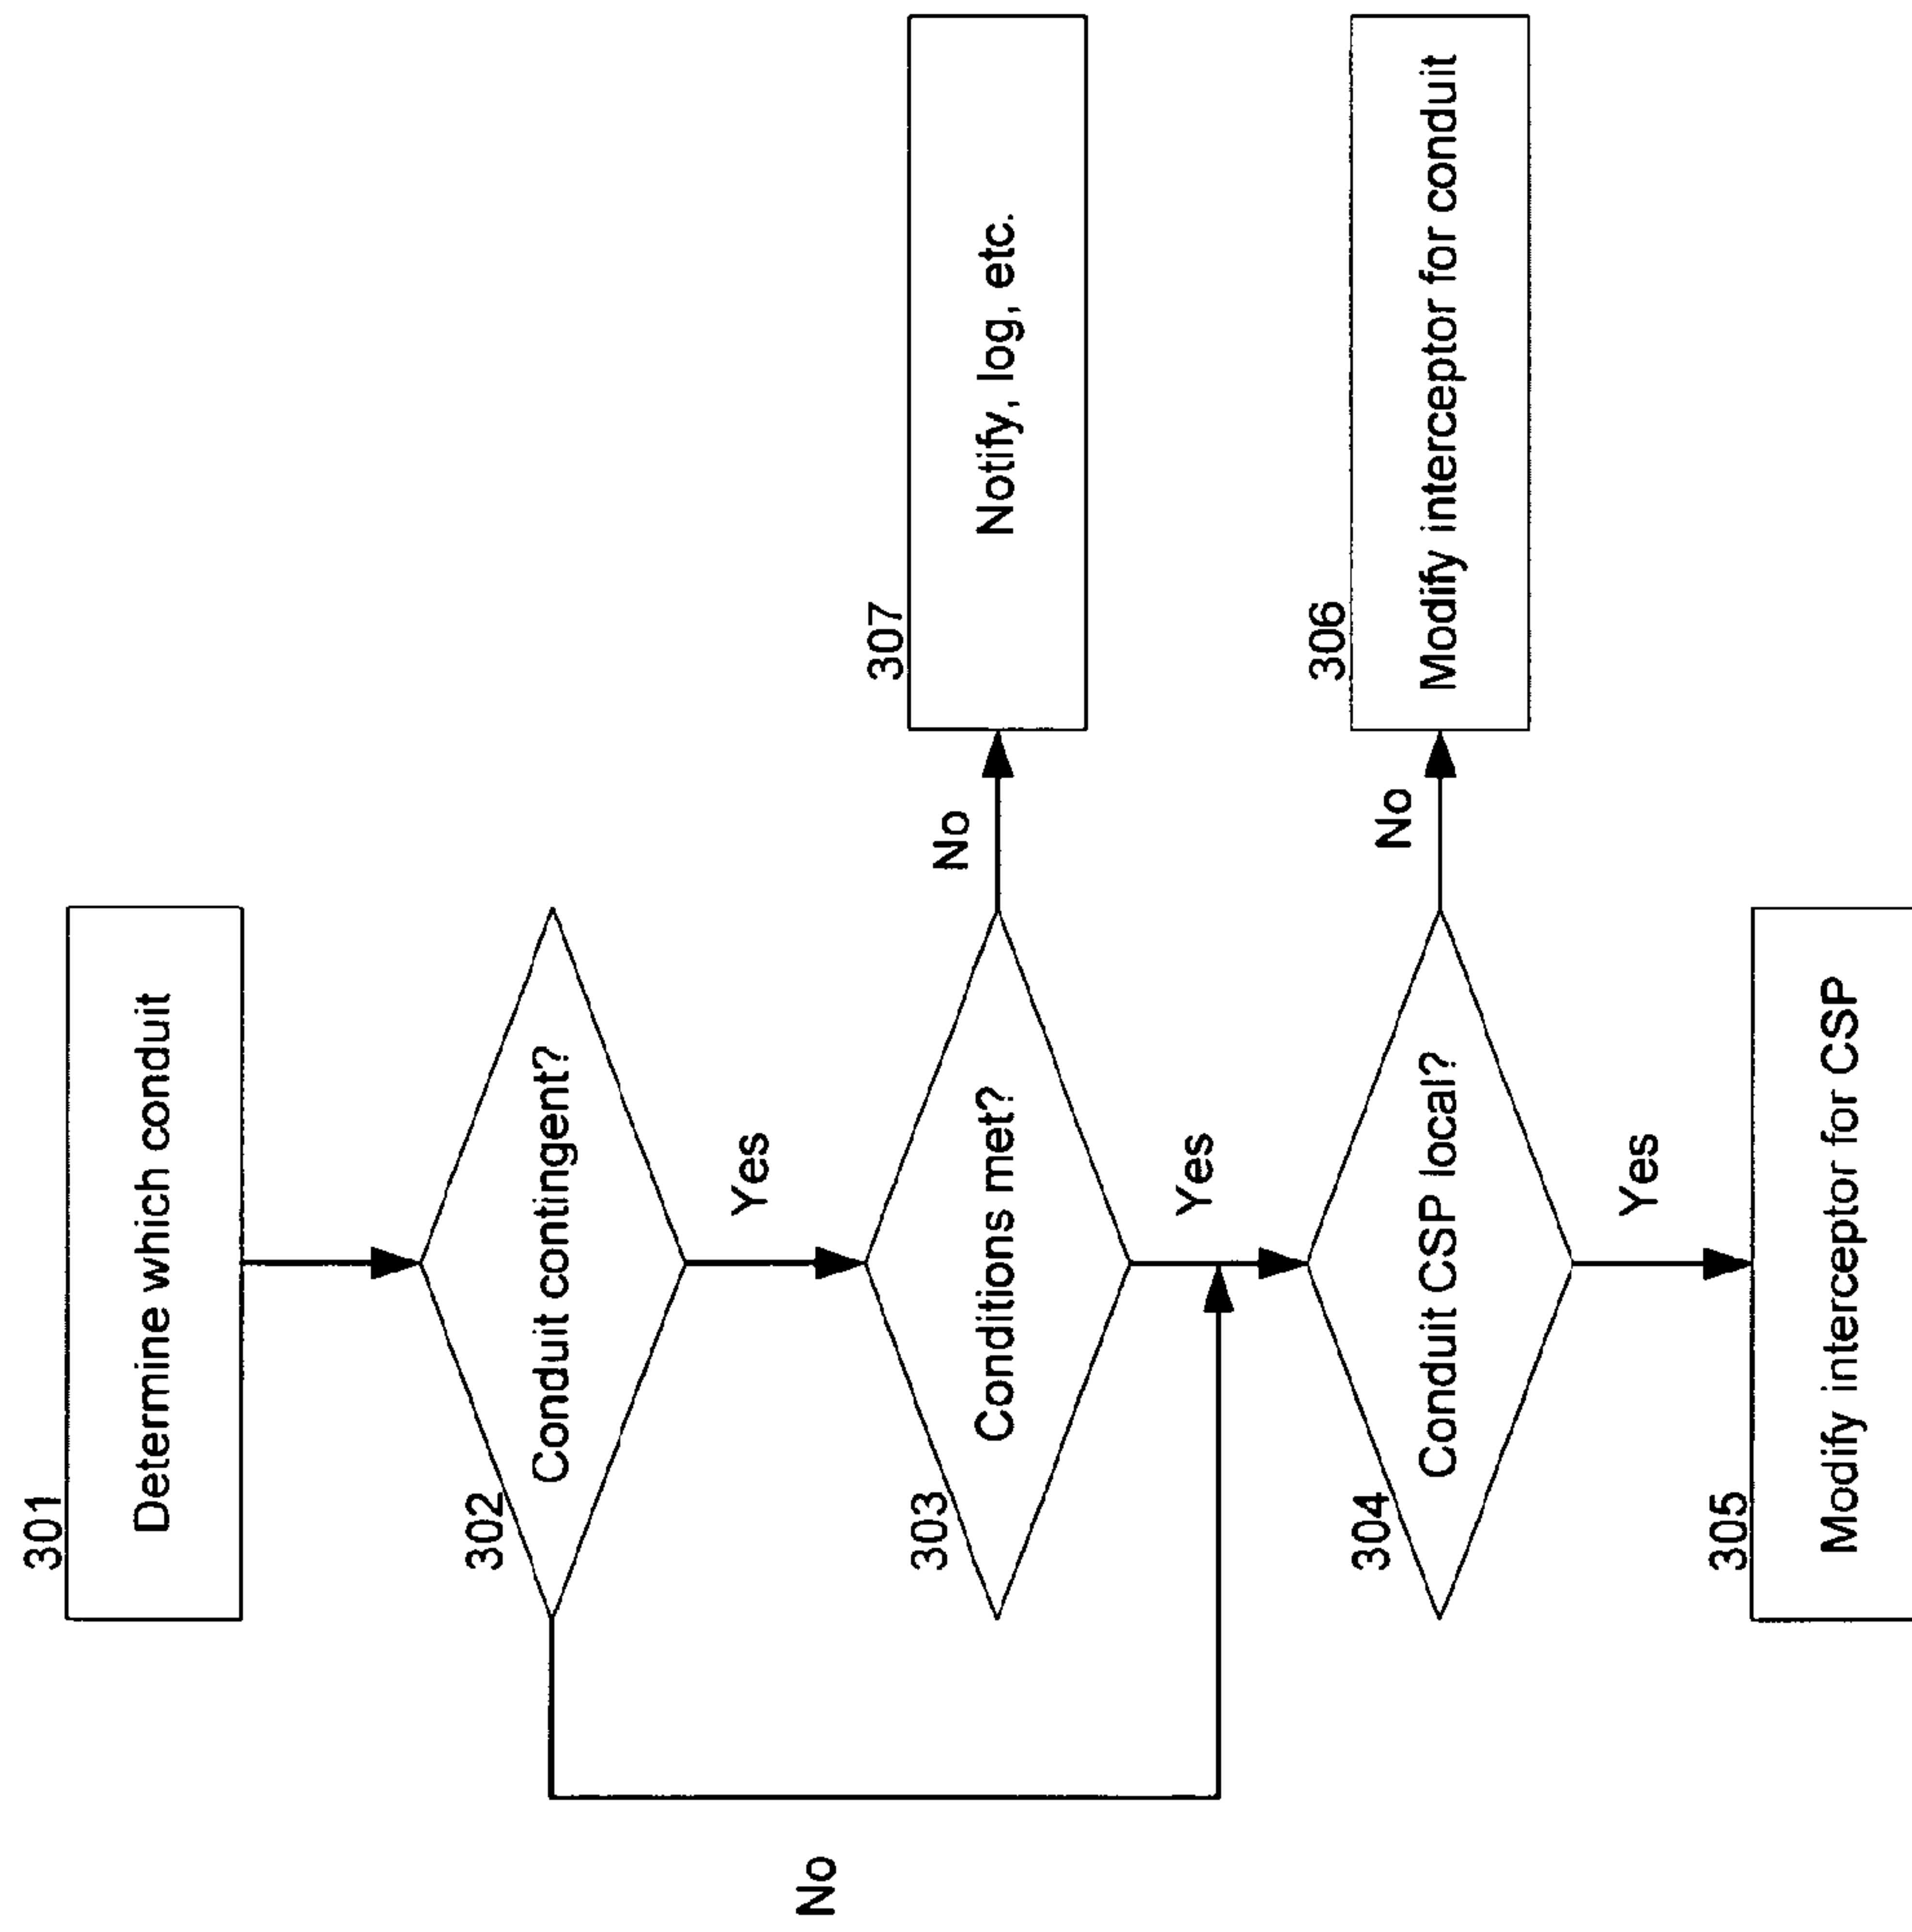 301
Determine which conduit
302
Conduit contingent?
No
Yes
303
Conditions met?
No
307
Notify, log, etc.
Yes
304
Conduit CSP local?
No
306
Modify interceptor for conduit
Yes
305
Modify interceptor for CSP